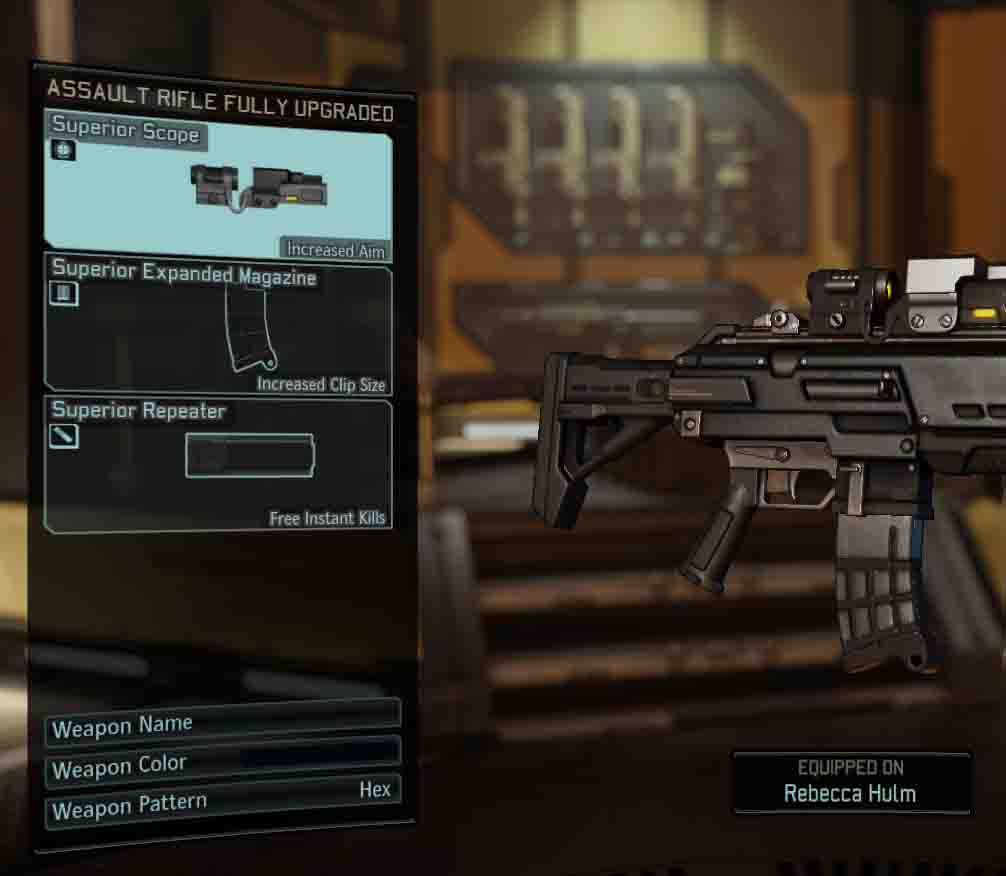 ASSAULT RIFLE FULLY UPGRADED
Superior Scope
Increased Aim
Superior Expanded Magazine
Increased Clip Size
Superior Repeater
Free Instant Kills
Weapon Name
Weapon Color
Weapon Pattern Hex
EQUIPPED ON
Rebecca Hulm